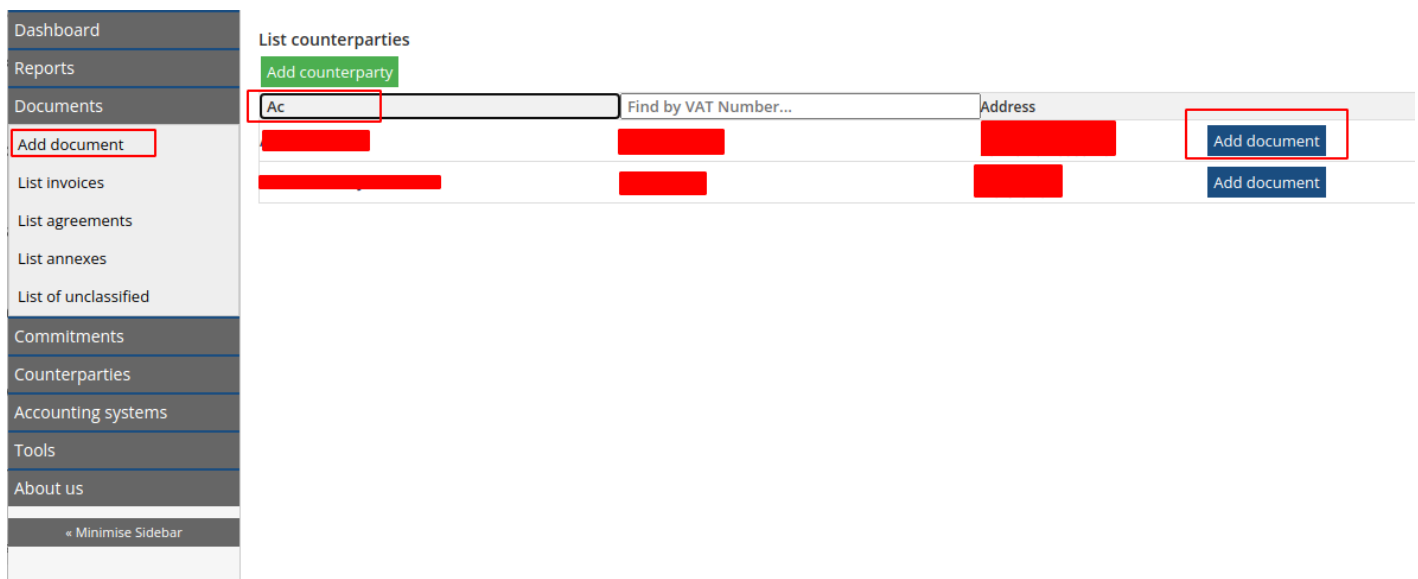 Dashboard
Reports
Documents
Add document
List invoices
List agreements
List annexes
List of unclassified
Commitments
Counterparties
Accounting systems
Tools
About us
« Minimise Sidebar
List counterparties
Add counterparty
Ac
Find by VAT Number...
Address
Add document
Add document